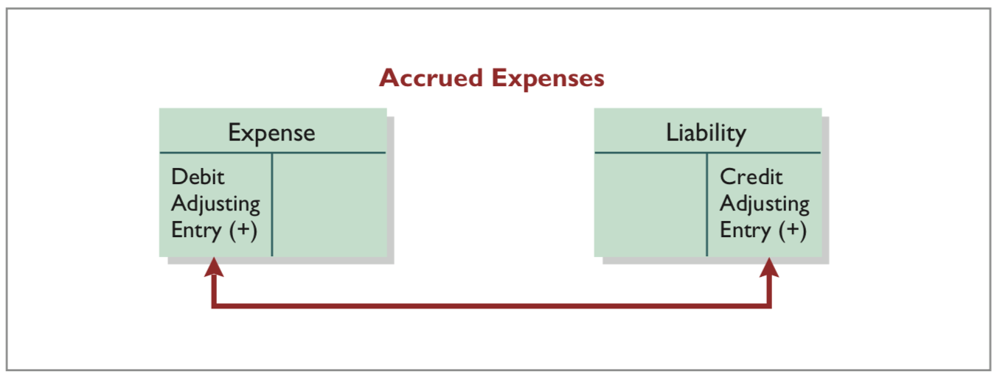 Accrued Expenses
Expense
Debit
Adjusting
Entry (+)
Liability
Credit
Adjusting
Entry (+)